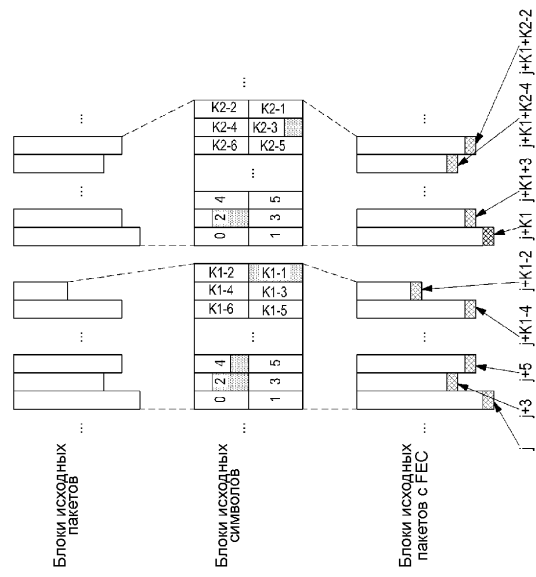 Блоки исходных
пакетов
... ... ... ...
Блоки исходных
символов
... 0 2 4 ... K1-6 K1-4 K1-2 0 2 4 ... K2-6 K2-4 K2-2 ...
1 3 5 K1-5 K1-3 K1-1 1 3 5 K2-5 K2-3 K2-1
Блоки исходных
пакетов с FEC
... ... ... ...
j
j+3
j+5
j+K1-4
j+K1-2
j+K1
j+K1+3
j+K1+K2-4
j+K1+K2-2